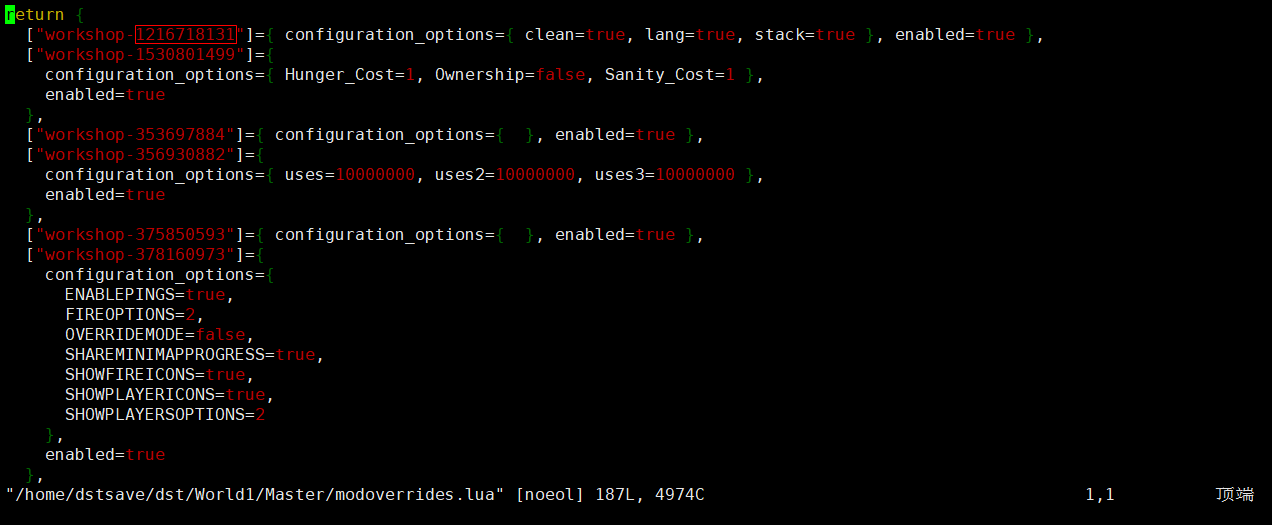 return {
  ["workshop-1216718131"]={ configuration_options={ clean=true, lang=true, stack=true }, enabled=true },
  ["workshop-1530801499"]={
    configuration_options={ Hunger_Cost=1, Ownership=false, Sanity_Cost=1 },
    enabled=true
  },
  ["workshop-353697884"]={ configuration_options={  }, enabled=true },
  ["workshop-356930882"]={
    configuration_options={ uses=10000000, uses2=10000000, uses3=10000000 },
    enabled=true
  },
  ["workshop-375850593"]={ configuration_options={  }, enabled=true },
  ["workshop-378160973"]={
    configuration_options={
      ENABLEPINGS=true,
      FIREOPTIONS=2,
      OVERRIDEMODE=false,
      SHAREMINIMAPPROGRESS=true,
      SHOWFIREICONS=true,
      SHOWPLAYERICONS=true,
      SHOWPLAYERSOPTIONS=2
    },
    enabled=true
  },
"/home/dstsave/dst/World1/Master/modoverrides.lua" [noeol] 187L, 4974C 1,1 顶端